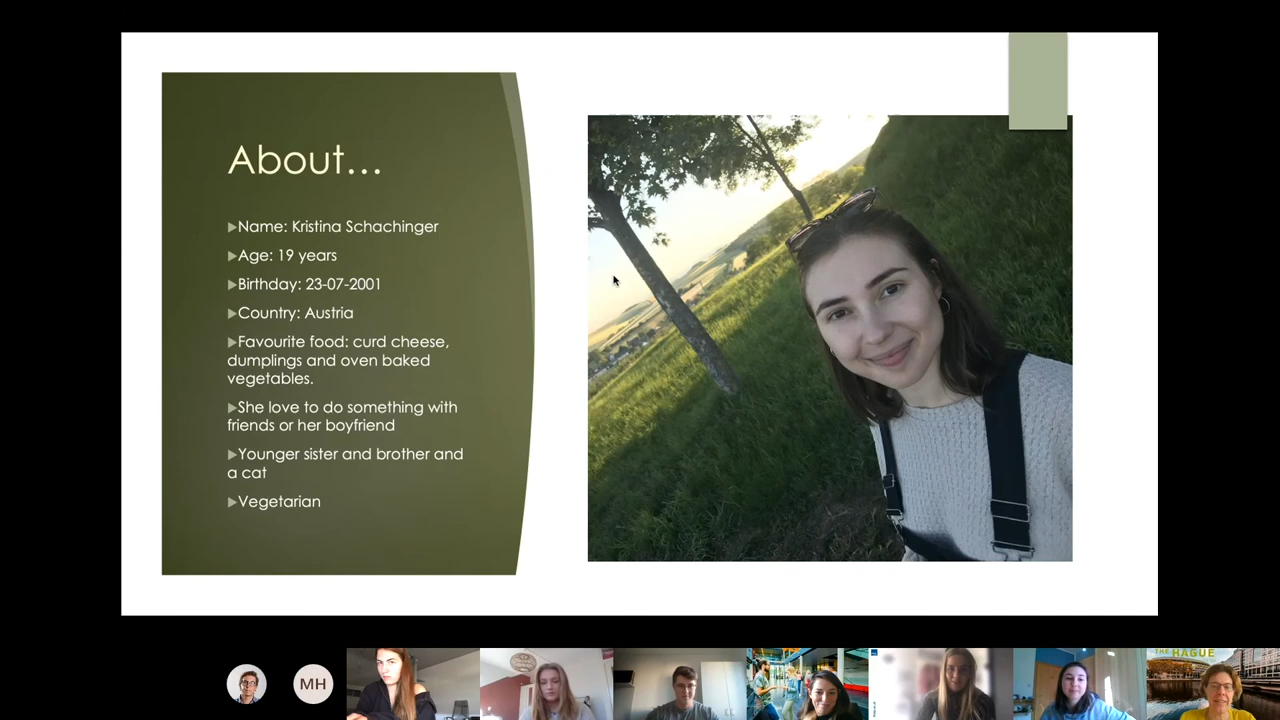 About...
Name: Kristina Schachinger
Age: 19 years
Birthday: 23-07-2001
Country: Austria
Favourite food: curd cheese,
dumplings and oven baked
vegetables.
She love to do something with
friends or her boyfriend
Younger sister and brother and
a cat
Vegetarian
MH
THE HAGUE